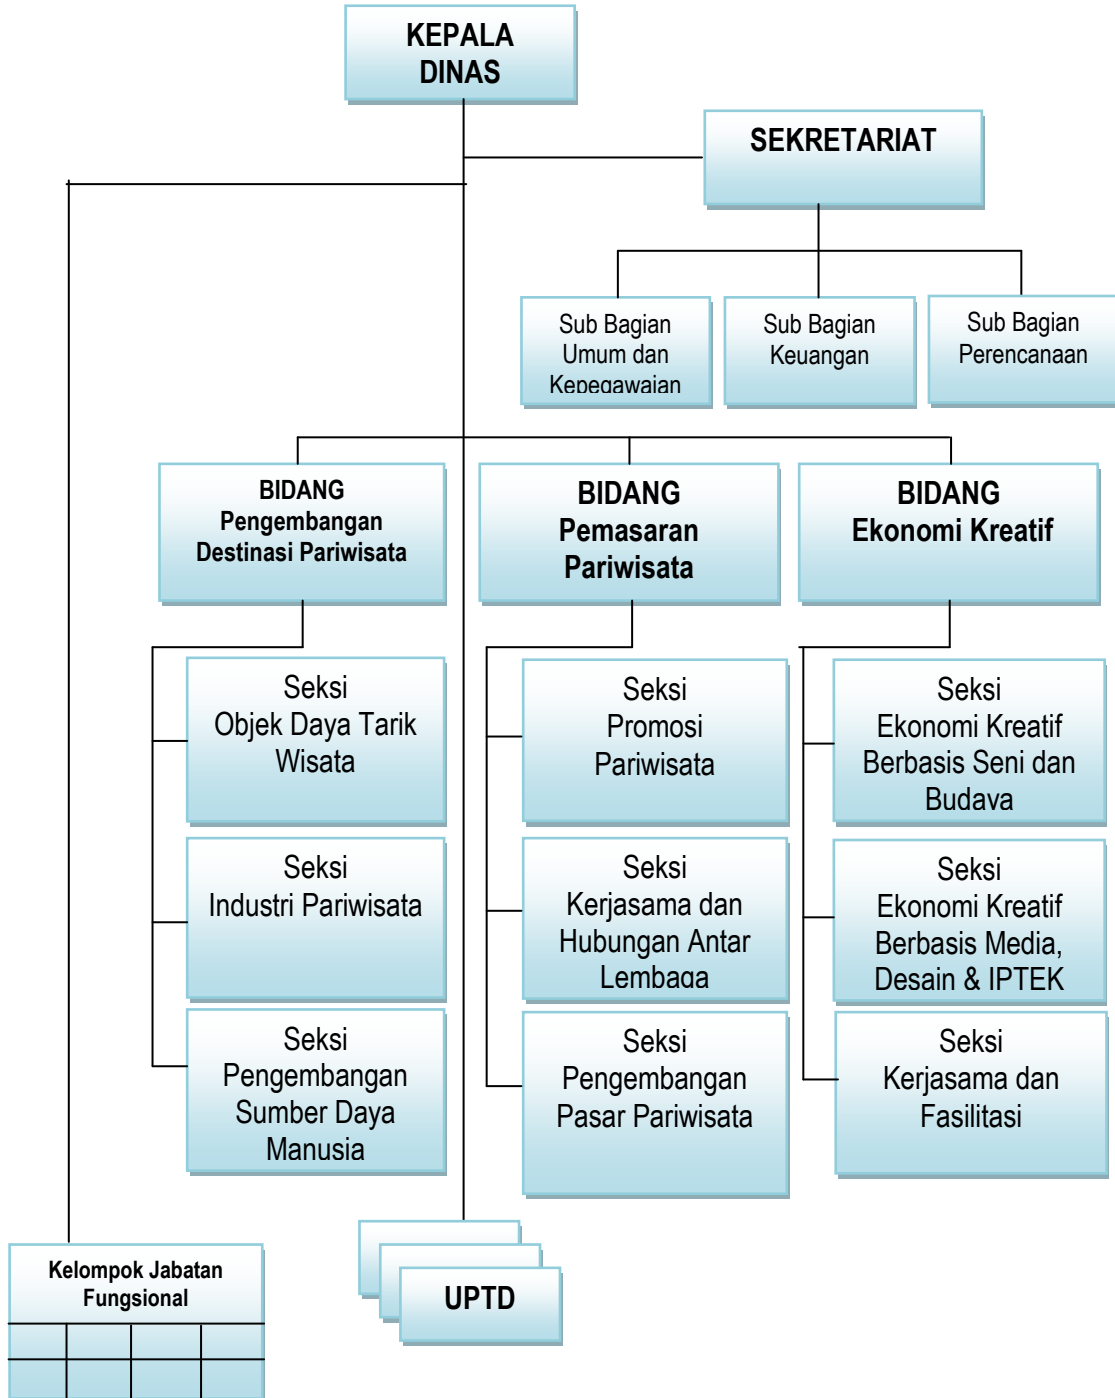 KEPALA
DINAS
SEKRETARIAT
Sub Bagian
Umum dan
Kepegawaian
Sub Bagian
Keuangan
Sub Bagian
Perencanaan
BIDANG
Pengembangan
Destinasi Pariwisata
BIDANG
Pemasaran
Pariwisata
BIDANG
Ekonomi Kreatif
Seksi
Objek Daya Tarik
Wisata
Seksi
Industri Pariwisata
Seksi
Pengembangan
Sumber Daya
Manusia
Seksi
Promosi
Pariwisata
Seksi
Kerjasama dan
Hubungan Antar
Lembaga
Seksi
Pengembangan
Pasar Pariwisata
Seksi
Ekonomi Kreatif
Berbasis Seni dan
Budaya
Seksi
Ekonomi Kreatif
Berbasis Media,
Desain & IPTEK
Seksi
Kerjasama dan
Fasilitasi
Kelompok Jabatan
Fungsional
UPTD